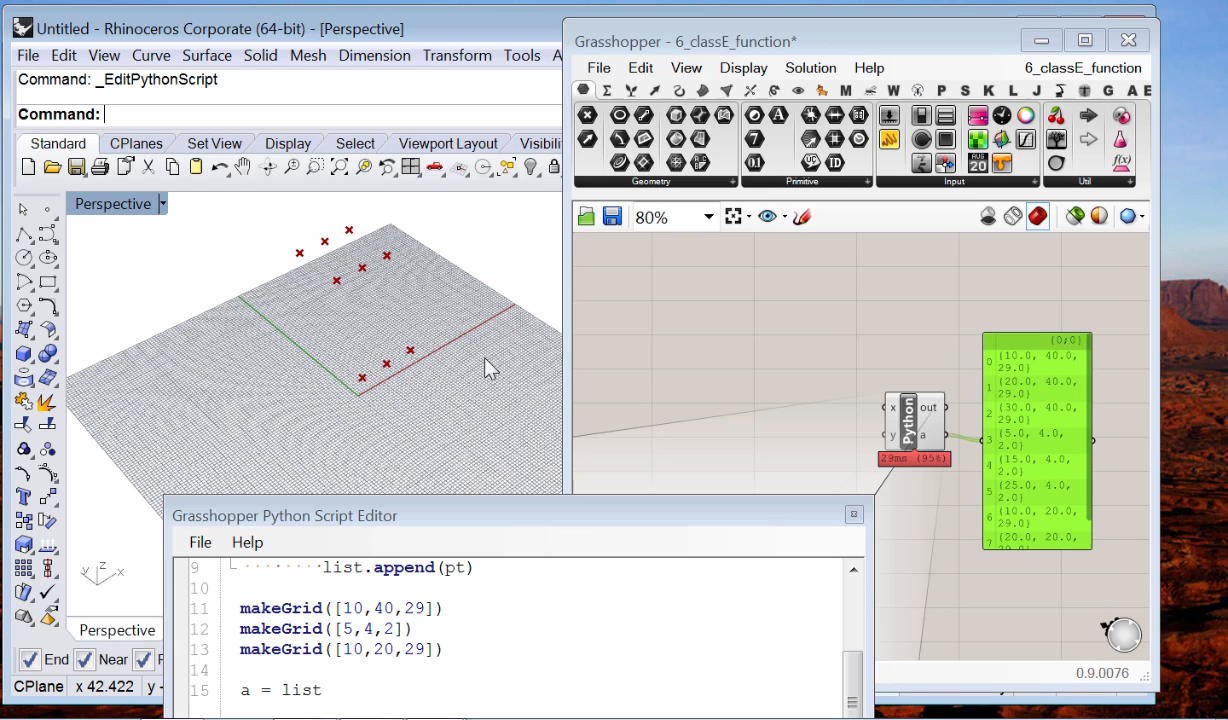 Untitled - Rhinoceros Corporate (64-bit) - [Perspective]
File Edit View Curve Surface Solid Mesh Dimension Transform Tools A
Command: _EditPythonScript
Command:
Standard CPlanes Set View Display Select Viewport Layout Visibili
Perspective
z
y x
Perspective
End Near P
CPlane x 42.422 y -
Grasshopper - 6_classE_function*
File Edit View Display Solution Help 6_classE_function
M W P S K L J G A E
Geometry Primitive Input Util
80%
x out
y a
Python
29ms (95%)
{0;0}
0 {10.0, 40.0,
29.0}
1 {20.0, 40.0,
29.0}
2 {30.0, 40.0,
29.0}
3 {5.0, 4.0,
2.0}
4 {15.0, 4.0,
2.0}
5 {25.0, 4.0,
2.0}
6 {10.0, 20.0,
29.0}
7 {20.0, 20.0,
29.0}
0.9.0076
Grasshopper Python Script Editor
File Help
9 list.append(pt)
10
11 makeGrid([10,40,29])
12 makeGrid([5,4,2])
13 makeGrid([10,20,29])
14
15 a = list